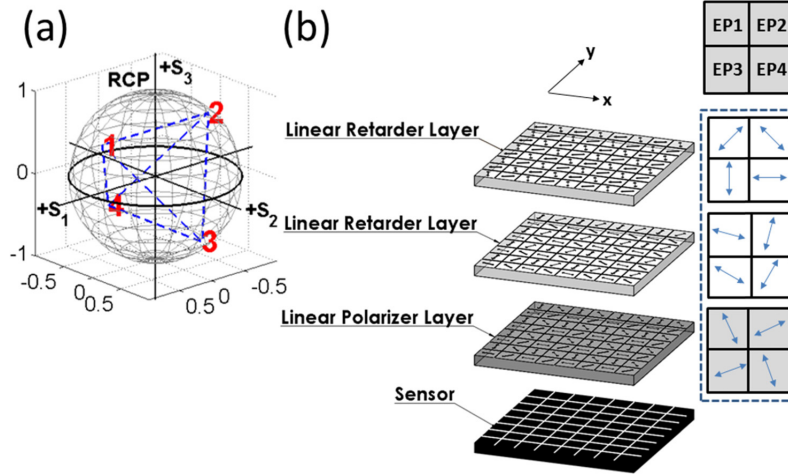 (a)
(b)
RCP
+S3
1
2
3
4
+S1
+S2
1
0
-1
-0.5
0
0.5
0.5
0
-0.5
y
x
Linear Retarder Layer
Linear Retarder Layer
Linear Polarizer Layer
Sensor
EP1 EP2
EP3 EP4